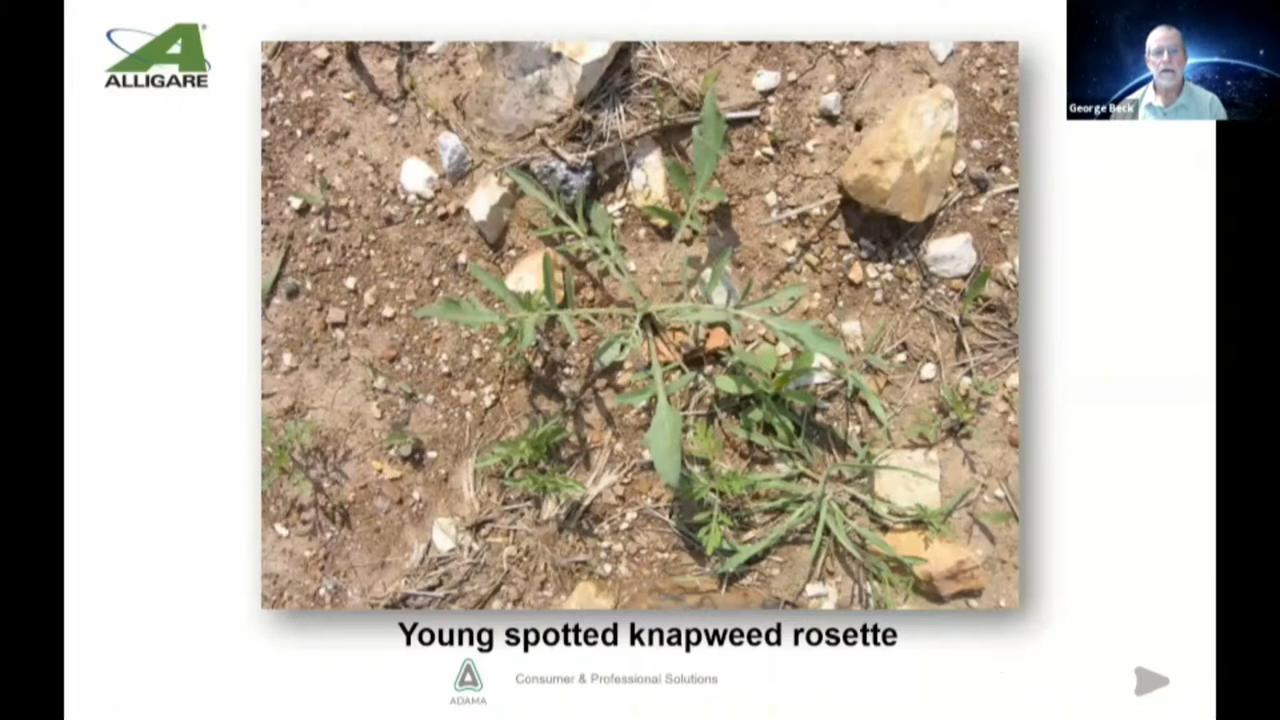 ALLIGARE
George Beck
Young spotted knapweed rosette
ADAMA
Consumer & Professional Solutions